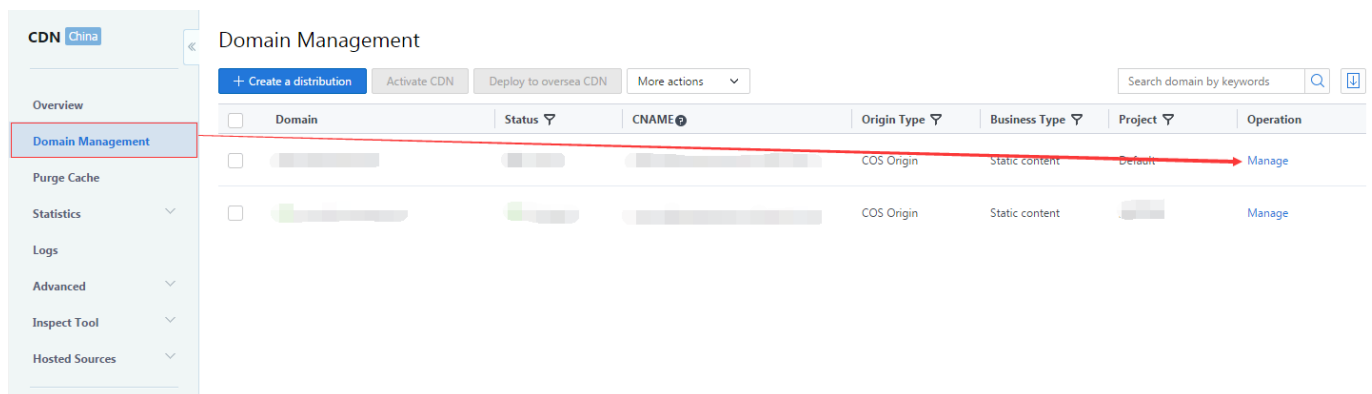 CDN China
«
Domain Management
+ Create a distribution Activate CDN Deploy to oversea CDN More actions Search domain by keywords
Overview
Domain Management
Purge Cache
Statistics
Logs
Advanced
Inspect Tool
Hosted Sources
Domain Status CNAME Origin Type Business Type Project Operation
COS Origin Static content Default Manage
COS Origin Static content Manage